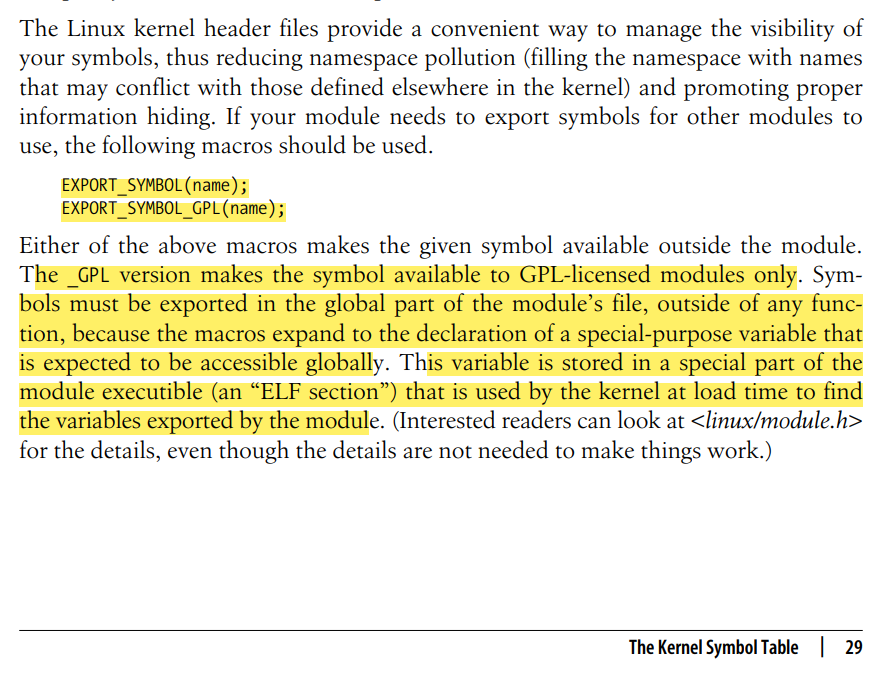 The Linux kernel header files provide a convenient way to manage the visibility of
your symbols, thus reducing namespace pollution (filling the namespace with names
that may conflict with those defined elsewhere in the kernel) and promoting proper
information hiding. If your module needs to export symbols for other modules to
use, the following macros should be used.
EXPORT_SYMBOL(name);
EXPORT_SYMBOL_GPL(name);
Either of the above macros makes the given symbol available outside the module.
The _GPL version makes the symbol available to GPL-licensed modules only. Sym-
bols must be exported in the global part of the module’s file, outside of any func-
tion, because the macros expand to the declaration of a special-purpose variable that
is expected to be accessible globally. This variable is stored in a special part of the
module executible (an “ELF section”) that is used by the kernel at load time to find
the variables exported by the module. (Interested readers can look at <linux/module.h>
for the details, even though the details are not needed to make things work.)
The Kernel Symbol Table | 29